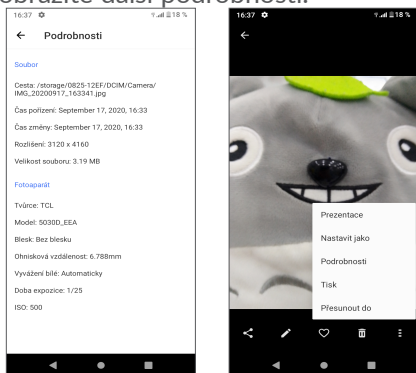 obrazíte další podrobnosti.
16:37
18 %
Podrobnosti
Soubor
Cesta: /storage/0825-12EF/DCIM/Camera/
IMG_20200917_163341.jpg
Čas pořízení: September 17, 2020, 16:33
Čas změny: September 17, 2020, 16:33
Rozlišení: 3120 x 4160
Velikost souboru: 3.19 MB
Fotoaparát
Tvůrce: TCL
Model: 5030D_EEA
Blesk: Bez blesku
Ohnisková vzdálenost: 6.788mm
Vyvážení bílé: Automaticky
Doba expozice: 1/25
ISO: 500
16:37
18 %
Prezentace
Nastavit jako
Podrobnosti
Tisk
Přesunout do